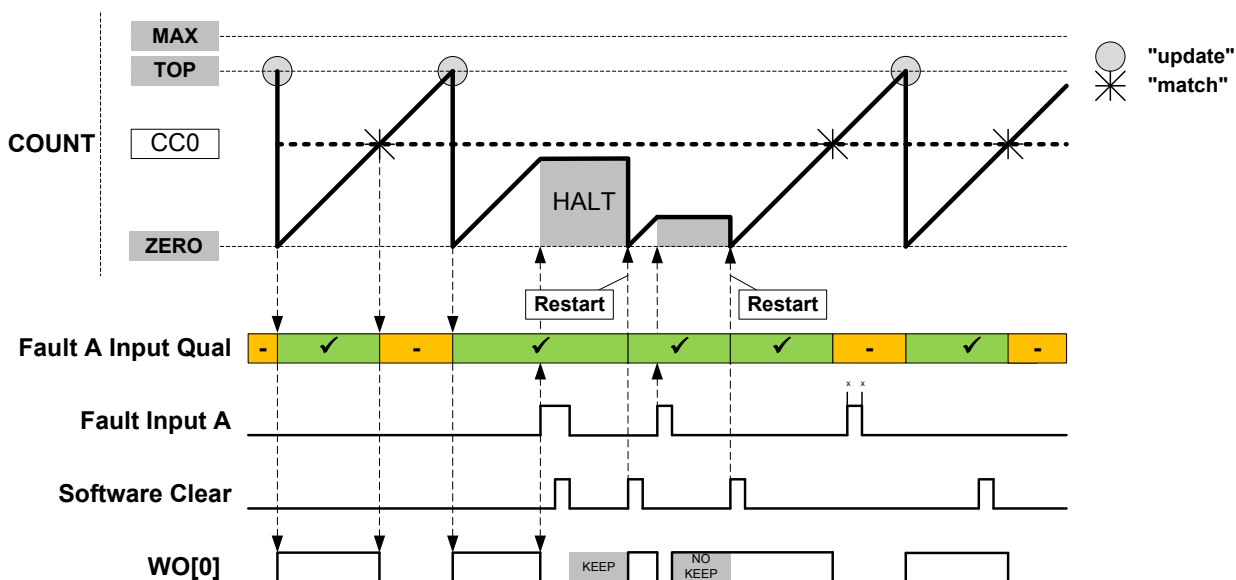 MAX
TOP
"update"
"match"
COUNT
CC0
HALT
ZERO
Restart
Restart
Fault A Input Qual
- ✓ - ✓ ✓ ✓ - ✓ -
x x
Fault Input A
Software Clear
WO[0]
KEEP
NO
KEEP